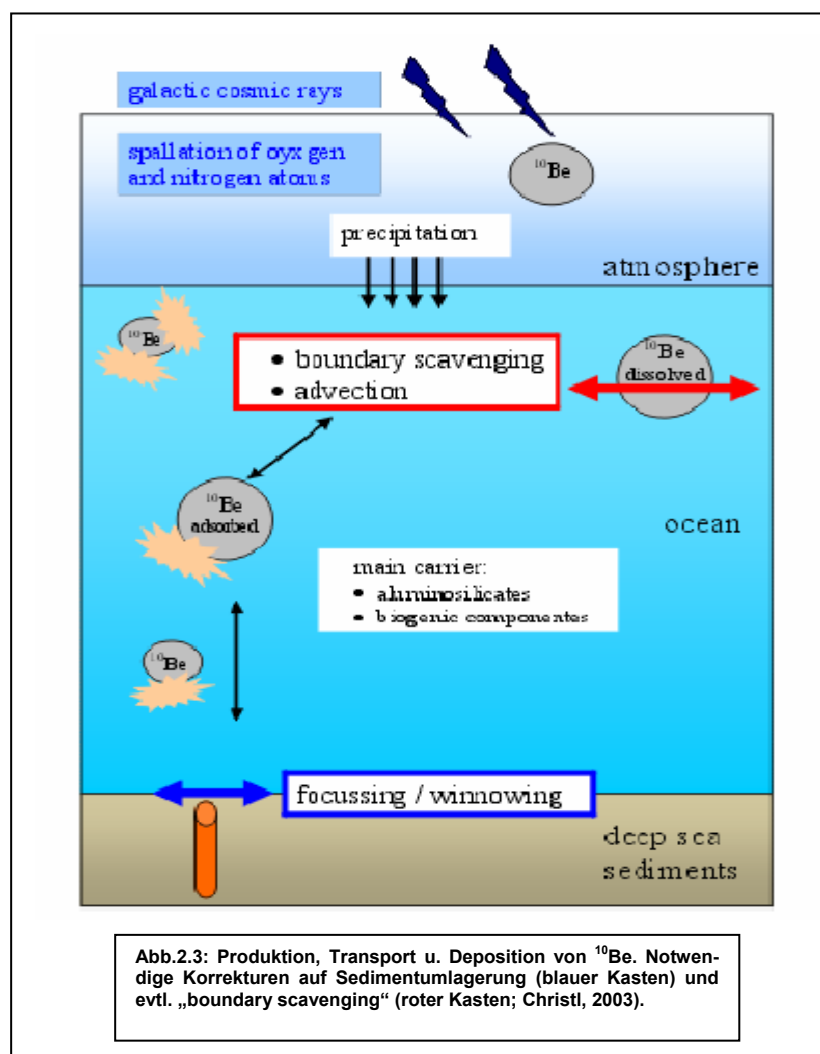 galactic cosmic rays
spallation of oyx gen
and nitrogen atoms
¹⁰Be
precipitation
atmosphere
¹⁰Be
• boundary scavenging
• advection
¹⁰Be
dissolved
¹⁰Be
adsorbed
ocean
main carrier:
• aluminosilicates
• biogenic componentes
¹⁰Be
focussing / winnowing
deep sea
sediments
Abb.2.3: Produktion, Transport u. Deposition von ¹⁰Be. Notwen-
dige Korrekturen auf Sedimentumlagerung (blauer Kasten) und
evtl. „boundary scavenging“ (roter Kasten; Christl, 2003).